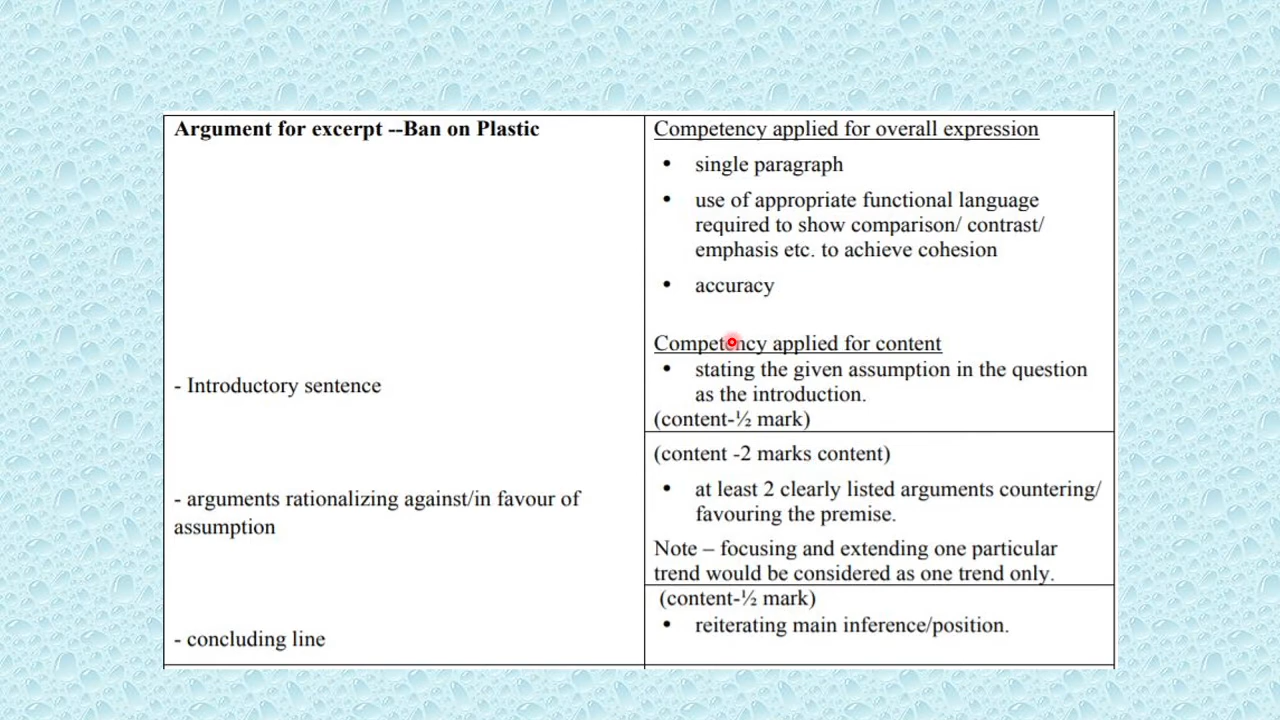 Argument for excerpt --Ban on Plastic
- Introductory sentence
- arguments rationalizing against/in favour of
assumption
- concluding line
Competency applied for overall expression
• single paragraph
• use of appropriate functional language
required to show comparison/ contrast/
emphasis etc. to achieve cohesion
• accuracy
Competency applied for content
• stating the given assumption in the question
as the introduction.
(content-½ mark)
(content -2 marks content)
• at least 2 clearly listed arguments countering/
favouring the premise.
Note – focusing and extending one particular
trend would be considered as one trend only.
(content-½ mark)
• reiterating main inference/position.